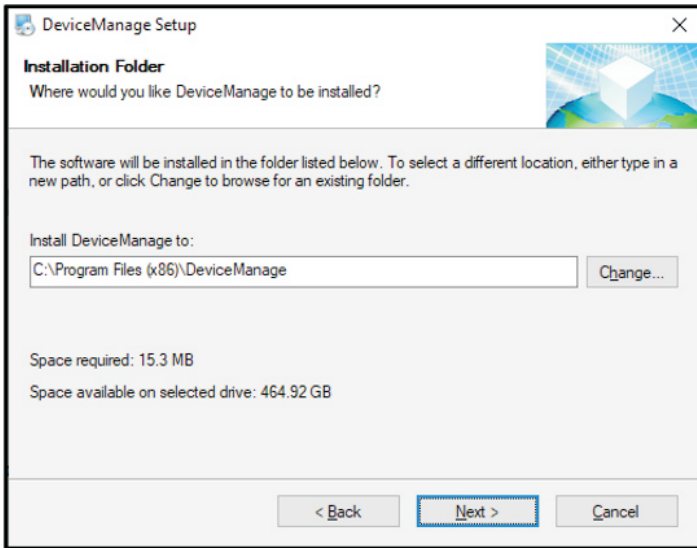 DeviceManage Setup
Installation Folder
Where would you like DeviceManage to be installed?
The software will be installed in the folder listed below. To select a different location, either type in a
new path, or click Change to browse for an existing folder.
Install DeviceManage to:
C:\Program Files (x86)\DeviceManage
Change...
Space required: 15.3 MB
Space available on selected drive: 464.92 GB
< Back
Next >
Cancel